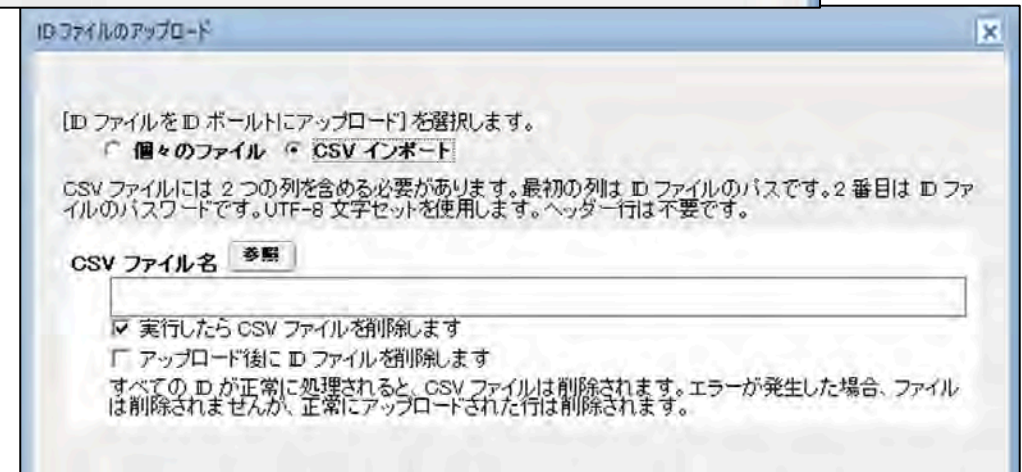 ID ファイルのアップロード
[ID ファイルを ID ボールトにアップロード] を選択します。
個々のファイル CSV インポート
CSV ファイルには 2 つの列を含める必要があります。最初の列は ID ファイルのパスです。2 番目は ID ファ
イルのパスワードです。UTF-8 文字セットを使用します。ヘッダー行は不要です。
CSV ファイル名 参照
実行したら CSV ファイルを削除します
アップロード後に ID ファイルを削除します
すべての ID が正常に処理されると、CSV ファイルは削除されます。エラーが発生した場合、ファイル
は削除されませんが、正常にアップロードされた行は削除されます。